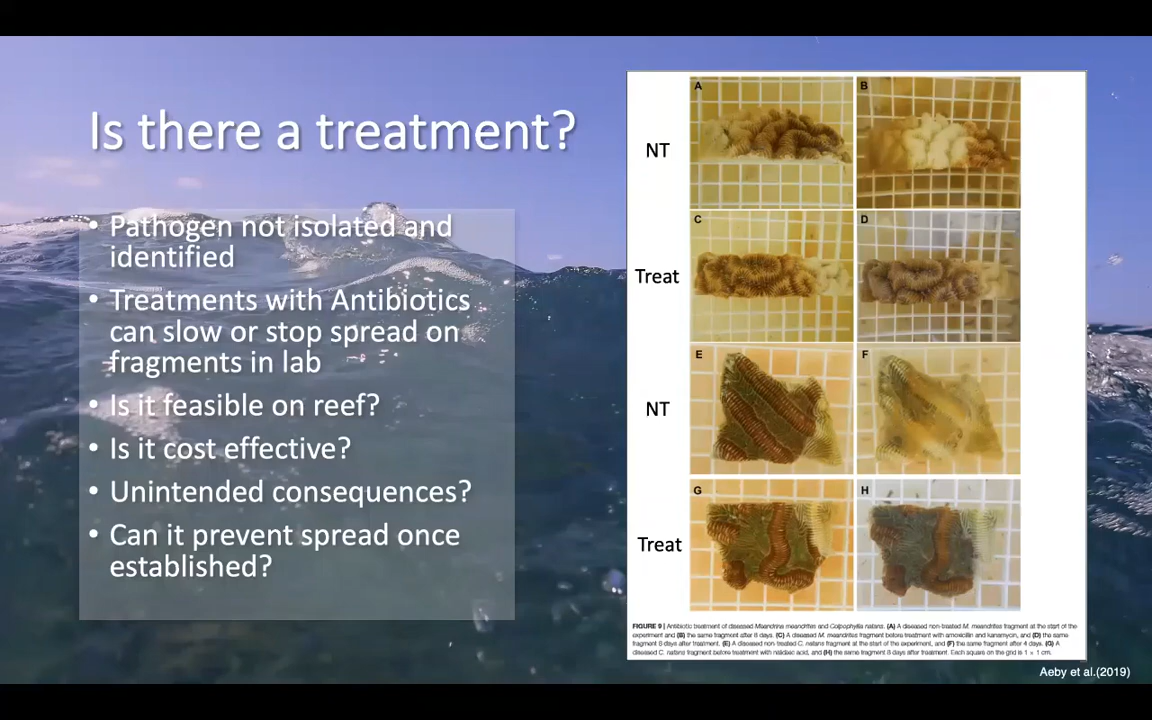 Is there a treatment?
• Pathogen not isolated and
identified
• Treatments with Antibiotics
can slow or stop spread on
fragments in lab
• Is it feasible on reef?
• Is it cost effective?
• Unintended consequences?
• Can it prevent spread once
established?
A
B
NT
C
D
Treat
E
F
NT
G
H
Treat
FIGURE 9 | Antibiotic treatment of diseased Meandrina meandrites and Colpophyllia natans. (A) A diseased non-treated M. meandrites fragment at the start of the
experiment and (B) the same fragment after 8 days. (C) A diseased M. meandrites fragment before treatment with amoxicillin and kanamycin, and (D) the same
fragment 8 days after treatment. (E) A diseased non-treated C. natans fragment at the start of the experiment, and (F) the same fragment after 4 days. (G) A
diseased C. natans fragment before treatment with nalidixic acid, and (H) the same fragment 8 days after treatment. Each square on the grid is 1 × 1 cm.
Aeby et al.(2019)